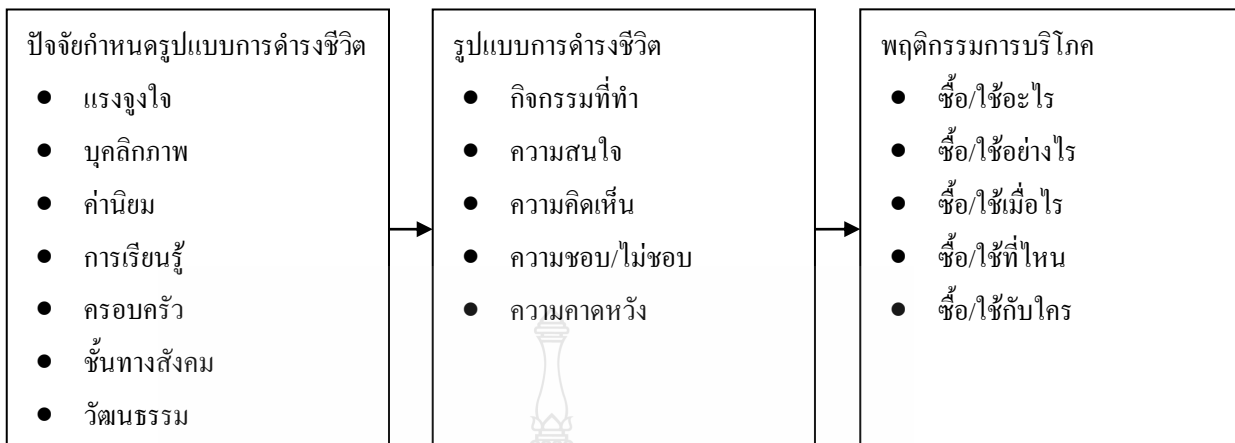 ปัจจัยกำหนดรูปแบบการดำรงชีวิต
● แรงจูงใจ
● บุคลิกภาพ
● ค่านิยม
● การเรียนรู้
● ครอบครัว
● ชั้นทางสังคม
● วัฒนธรรม
รูปแบบการดำรงชีวิต
● กิจกรรมที่ทำ
● ความสนใจ
● ความคิดเห็น
● ความชอบ/ไม่ชอบ
● ความคาดหวัง
พฤติกรรมการบริโภค
● ซื้อ/ใช้อะไร
● ซื้อ/ใช้อย่างไร
● ซื้อ/ใช้เมื่อไร
● ซื้อ/ใช้ที่ไหน
● ซื้อ/ใช้กับใคร